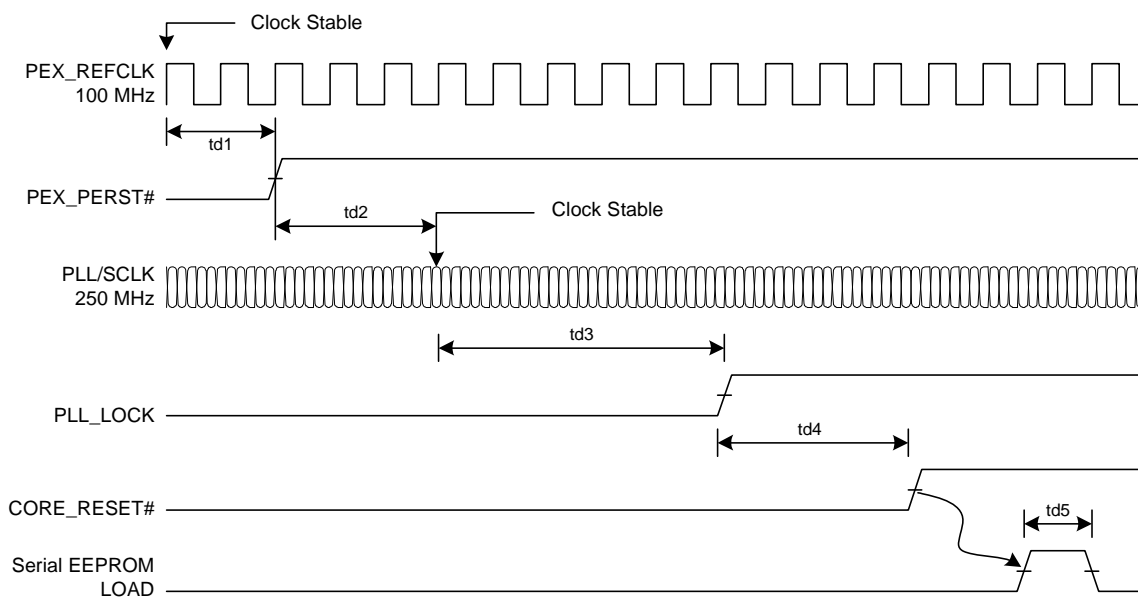 Clock Stable
PEX_REFCLK
100 MHz
td1
PEX_PERST#
td2
Clock Stable
PLL/SCLK
250 MHz
td3
PLL_LOCK
td4
CORE_RESET#
td5
Serial EEPROM
LOAD